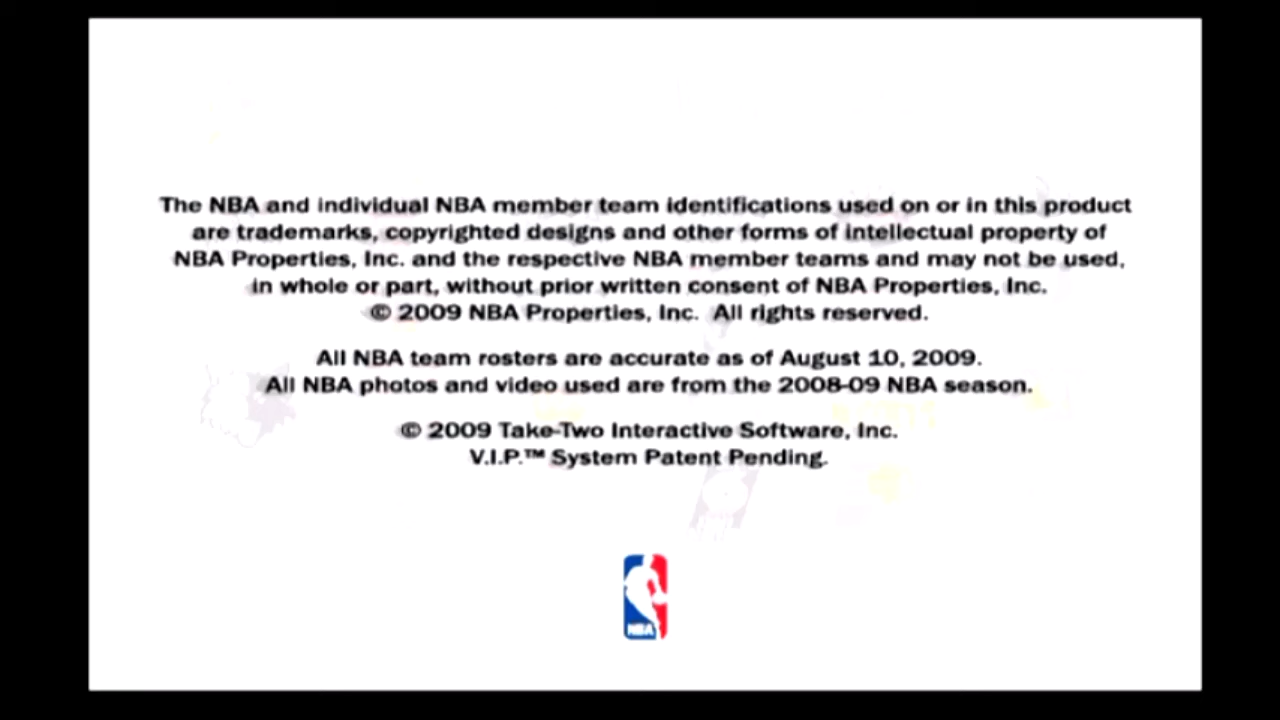 The NBA and individual NBA member team identifications used on or in this product
are trademarks, copyrighted designs and other forms of intellectual property of
NBA Properties, Inc. and the respective NBA member teams and may not be used,
in whole or part, without prior written consent of NBA Properties, Inc.
© 2009 NBA Properties, Inc. All rights reserved.
All NBA team rosters are accurate as of August 10, 2009.
All NBA photos and video used are from the 2008-09 NBA season.
© 2009 Take-Two Interactive Software, Inc.
V.I.P.™ System Patent Pending.
NBA